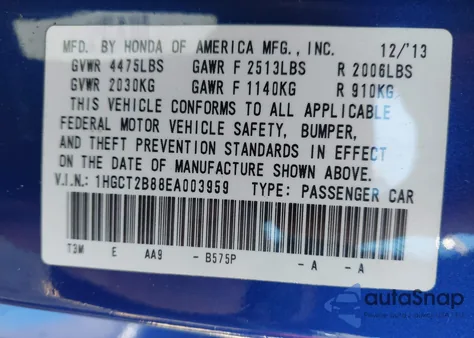 MFD. BY HONDA OF AMERICA MFG., INC. 12/'13
GVWR 4475LBS GAWR F 2513LBS R 2006LBS
GVWR 2030KG GAWR F 1140KG R 910KG
THIS VEHICLE CONFORMS TO ALL APPLICABLE
FEDERAL MOTOR VEHICLE SAFETY, BUMPER,
AND THEFT PREVENTION STANDARDS IN EFFECT
ON THE DATE OF MANUFACTURE SHOWN ABOVE.
V.I.N.: 1HGCT2B88EA003959 TYPE: PASSENGER CAR
T3M E AA9 - B575P - A - A
autoSnap